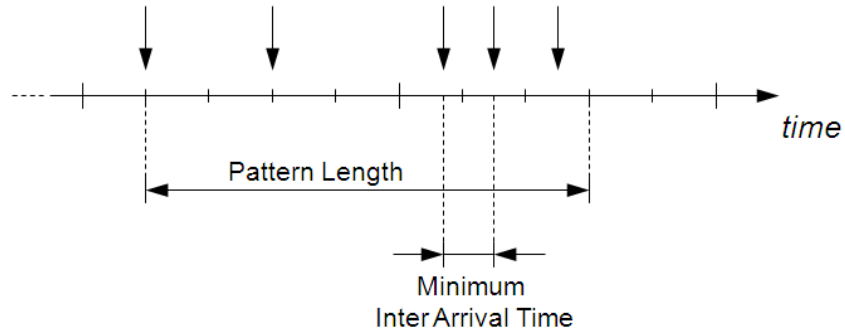 time
Pattern Length
Minimum
Inter Arrival Time